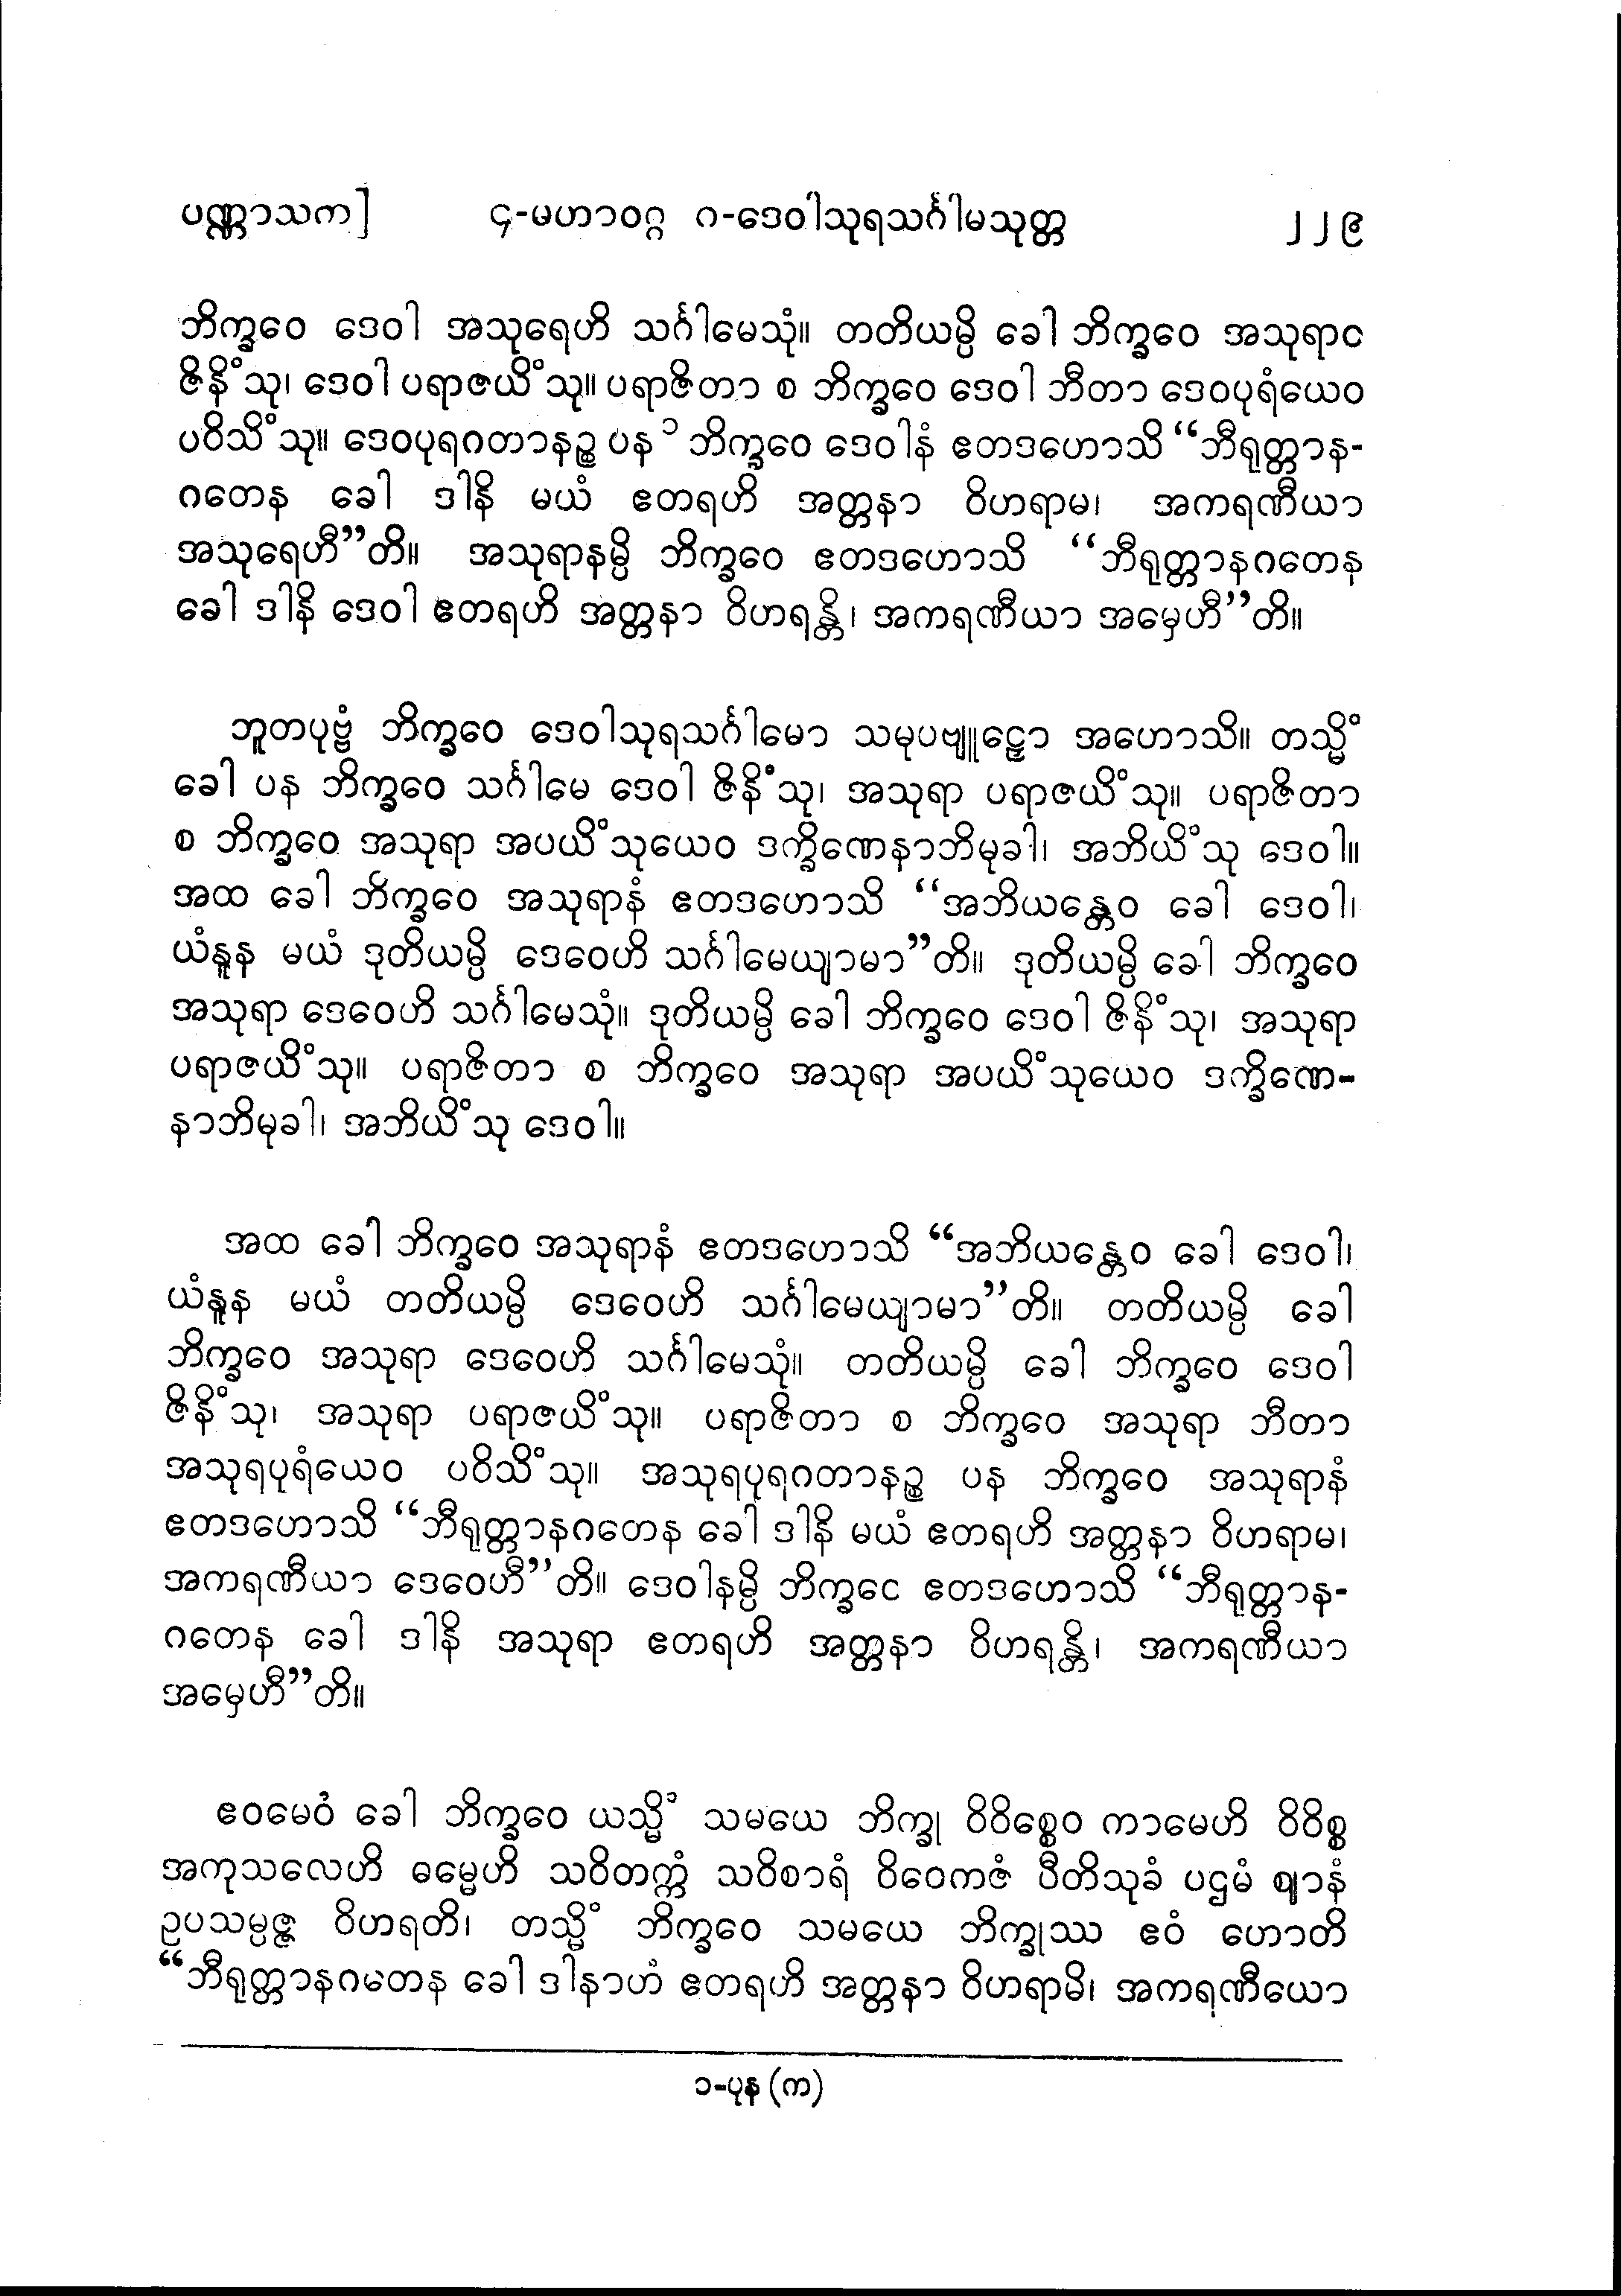 ပဏ္ဏာသက]
၄-မဟာဝဂ္ဂ ဂ-ဒေဝါသုရသင်္ဂါမသုတ္တ
၂၂၉
ဘိက္ခဝေ ဒေဝါ အသုရေဟိ သင်္ဂါမေသုံ။ တတိယမ္ပိ ခေါ ဘိက္ခဝေ အသုရာဝ
ဇိနိံသု၊ ဒေဝါ ပရာဇယိံသု။ ပရာဇိတာ စ ဘိက္ခဝေ ဒေဝါ ဘီတာ ဒေဝပုရံယေဝ
ပဝိသိံသု။ ဒေဝပုရဂတာနဉ္စ ပန ၁ ဘိက္ခဝေ ဒေဝါနံ ဧတဒဟောသိ “ဘီရုတ္တာန-
ဂတေန ခေါ ဒါနိ မယံ ဧတရဟိ အတ္တနာ ဝိဟရာမ၊ အကရဏီယာ
အသုရေဟီ”တိ။ အသုရာနမ္ပိ ဘိက္ခဝေ ဧတဒဟောသိ “ဘီရုတ္တာနဂတေန
ခေါ ဒါနိ ဒေဝါ ဧတရဟိ အတ္တနာ ဝိဟရန္တိ၊ အကရဏီယာ အမှေဟီ”တိ။
ဘူတပုဗ္ဗံ ဘိက္ခဝေ ဒေဝါသုရသင်္ဂါမော သမုပဗျူဠှော အဟောသိ။ တသ္မိံ
ခေါ ပန ဘိက္ခဝေ သင်္ဂါမေ ဒေဝါ ဇိနိံသု၊ အသုရာ ပရာဇယိံသု။ ပရာဇိတာ
စ ဘိက္ခဝေ အသုရာ အပယိံသုယေဝ ဒက္ခိဏေနာဘိမုခါ၊ အဘိယိံသု ဒေဝါ။
အထ ခေါ ဘိက္ခဝေ အသုရာနံ ဧတဒဟောသိ “အဘိယန္တေဝ ခေါ ဒေဝါ၊
ယံနူန မယံ ဒုတိယမ္ပိ ဒေဝေဟိ သင်္ဂါမေယျာမာ”တိ။ ဒုတိယမ္ပိ ခေါ ဘိက္ခဝေ
အသုရာ ဒေဝေဟိ သင်္ဂါမေသုံ။ ဒုတိယမ္ပိ ခေါ ဘိက္ခဝေ ဒေဝါ ဇိနိံသု၊ အသုရာ
ပရာဇယိံသု။ ပရာဇိတာ စ ဘိက္ခဝေ အသုရာ အပယိံသုယေဝ ဒက္ခိဏေ-
နာဘိမုခါ၊ အဘိယိံသု ဒေဝါ။
အထ ခေါ ဘိက္ခဝေ အသုရာနံ ဧတဒဟောသိ “အဘိယန္တေဝ ခေါ ဒေဝါ၊
ယံနူန မယံ တတိယမ္ပိ ဒေဝေဟိ သင်္ဂါမေယျာမာ”တိ။ တတိယမ္ပိ ခေါ
ဘိက္ခဝေ အသုရာ ဒေဝေဟိ သင်္ဂါမေသုံ။ တတိယမ္ပိ ခေါ ဘိက္ခဝေ ဒေဝါ
ဇိနိံသု၊ အသုရာ ပရာဇယိံသု။ ပရာဇိတာ စ ဘိက္ခဝေ အသုရာ ဘီတာ
အသုရပုရံယေဝ ပဝိသိံသု။ အသုရပုရဂတာနဉ္စ ပန ဘိက္ခဝေ အသုရာနံ
ဧတဒဟောသိ “ဘီရုတ္တာနဂတေန ခေါ ဒါနိ မယံ ဧတရဟိ အတ္တနာ ဝိဟရာမ၊
အကရဏီယာ ဒေဝေဟီ”တိ။ ဒေဝါနမ္ပိ ဘိက္ခဝေ ဧတဒဟောသိ “ဘီရုတ္တာန-
ဂတေန ခေါ ဒါနိ အသုရာ ဧတရဟိ အတ္တနာ ဝိဟရန္တိ၊ အကရဏီယာ
အမှေဟီ”တိ။
ဧဝမေဝံ ခေါ ဘိက္ခဝေ ယသ္မိံ သမယေ ဘိက္ခု ဝိဝိစ္စေဝ ကာမေဟိ ဝိဝိစ္စ
အကုသလေဟိ ဓမ္မေဟိ သဝိတက္ကံ သဝိစာရံ ဝိဝေကဇံ ပီတိသုခံ ပဌမံ ဈာနံ
ဥပသမ္ပဇ္ဇ ဝိဟရတိ၊ တသ္မိံ ဘိက္ခဝေ သမယေ ဘိက္ခုဿ ဧဝံ ဟောတိ
“ဘီရုတ္တာနဂတေန ခေါ ဒါနာဟံ ဧတရဟိ အတ္တနာ ဝိဟရာမိ၊ အကရဏီယော
၁-ပုန (က)